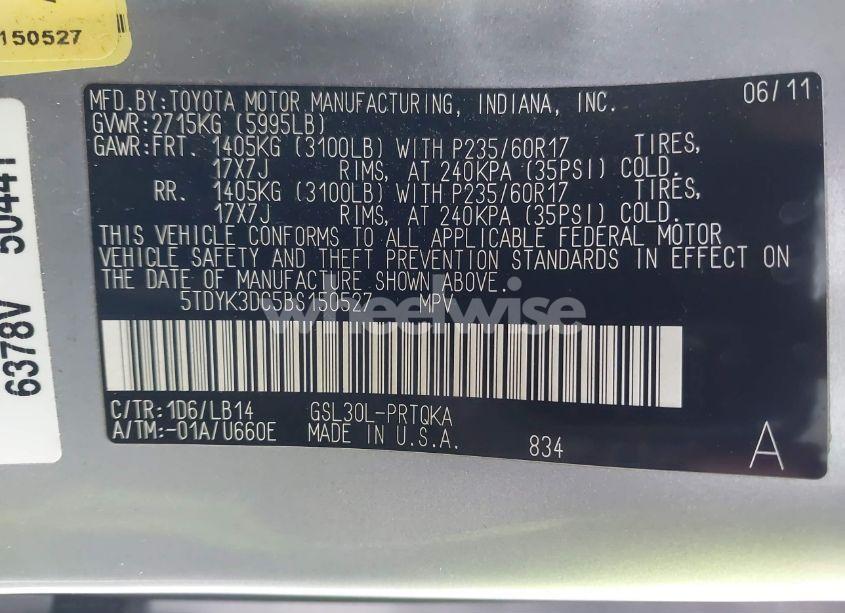 150527
6378V 50441
MFD.BY:TOYOTA MOTOR MANUFACTURING, INDIANA, INC. 06/11
GVWR:2715KG (5995LB)
GAWR:FRT. 1405KG (3100LB) WITH P235/60R17 TIRES,
17X7J RIMS, AT 240KPA (35PSI) COLD.
RR. 1405KG (3100LB) WITH P235/60R17 TIRES,
17X7J RIMS, AT 240KPA (35PSI) COLD.
THIS VEHICLE CONFORMS TO ALL APPLICABLE FEDERAL MOTOR
VEHICLE SAFETY AND THEFT PREVENTION STANDARDS IN EFFECT ON
THE DATE OF MANUFACTURE SHOWN ABOVE.
5TDYK3DC5BS150527 MPV
wheelwise
C/TR:1D6/LB14 GSL30L-PRTQKA
A/TM:-01A/U660E MADE IN U.S.A. 834 A